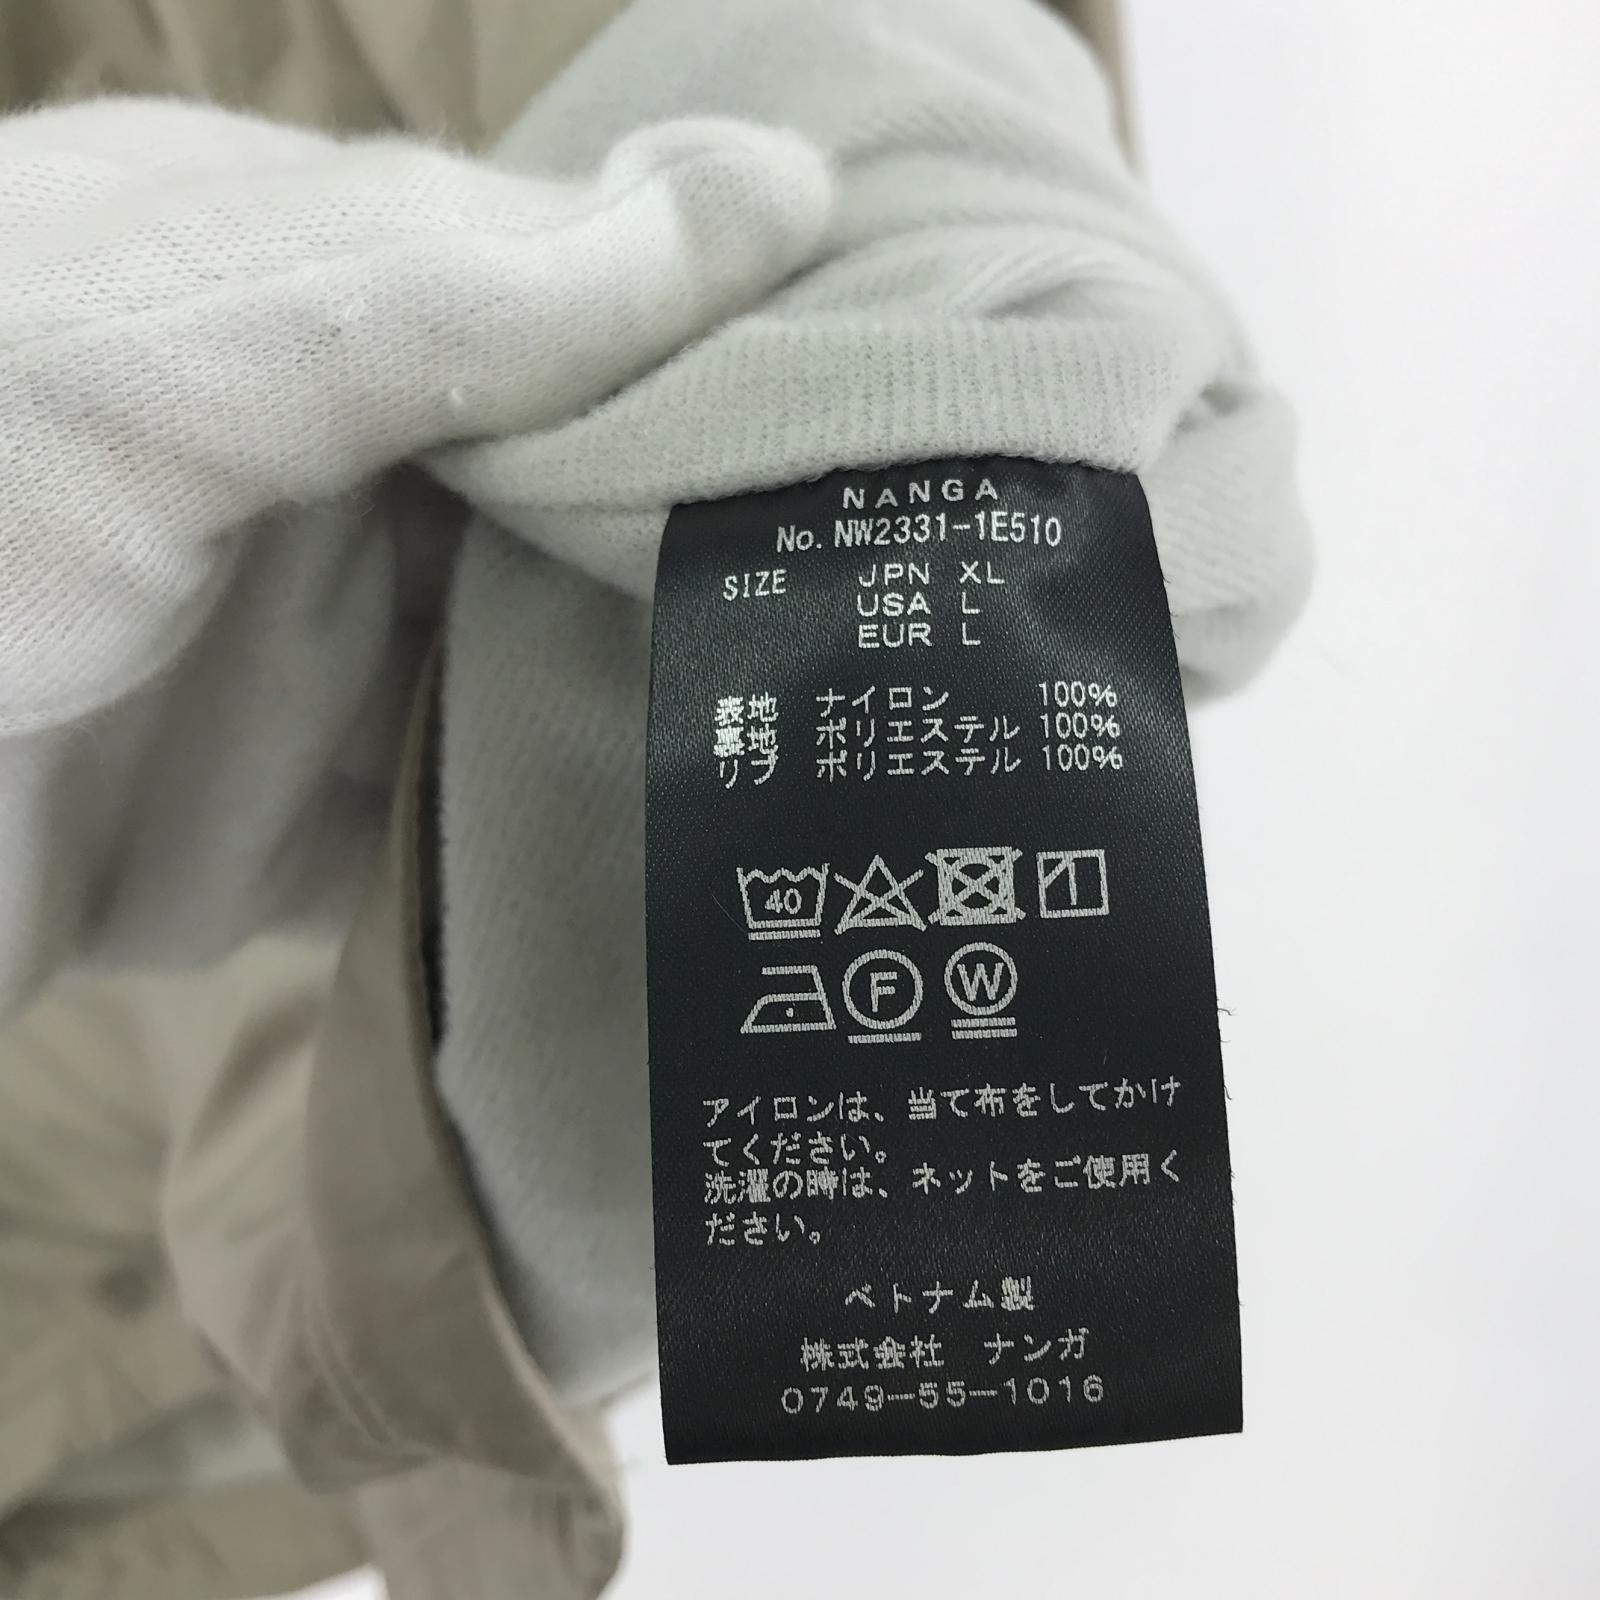 NANGA
No. NW2331-1E510
SIZE JPN XL
USA L
EUR L
表地 ナイロン 100%
裏地 ポリエステル 100%
リブ ポリエステル 100%
40
F W
アイロンは、当て布をしてかけ
てください。
洗濯の時は、ネットをご使用く
ださい。
ベトナム製
株式会社 ナンガ
0749-55-1016